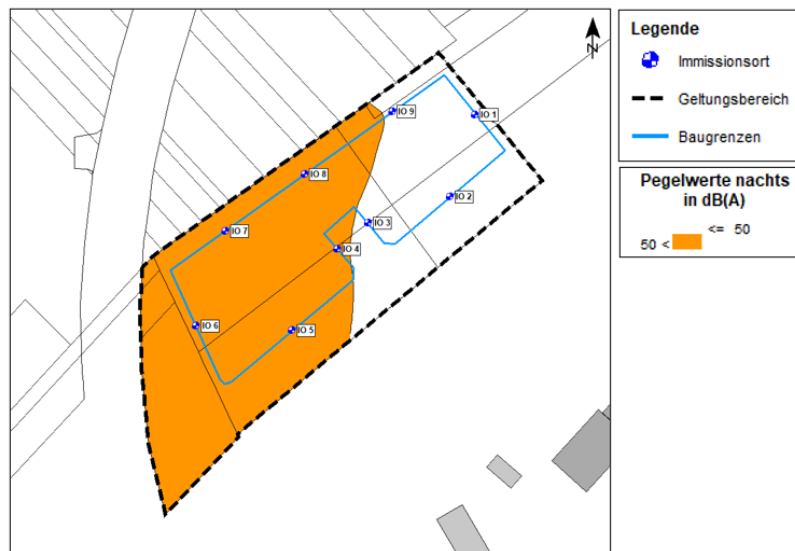 N
IO 9
IO 1
IO 8
IO 2
IO 3
IO 7
IO 4
IO 6
IO 5
Legende
Immissionsort
Geltungsbereich
Baugrenzen
Pegelwerte nachts
in dB(A)
<= 50
50 <